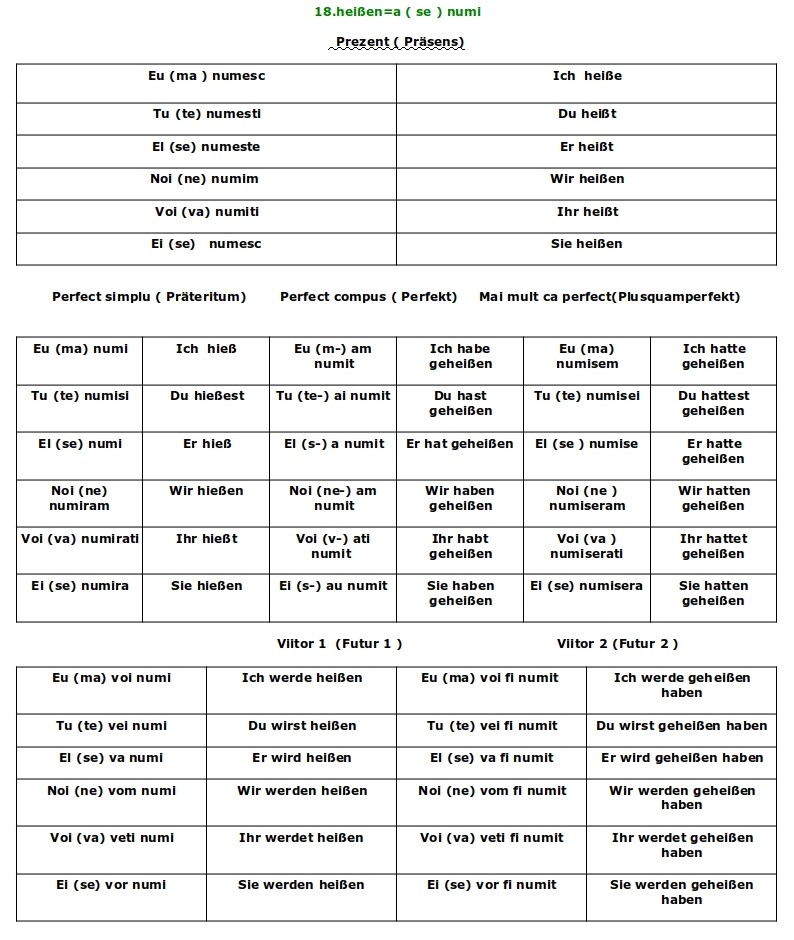 18.heißen=a ( se ) numi
Prezent ( Präsens)
Eu (ma ) numesc Ich heiße
Tu (te) numesti Du heißt
El (se) numeste Er heißt
Noi (ne) numim Wir heißen
Voi (va) numiti Ihr heißt
Ei (se) numesc Sie heißen
Perfect simplu ( Präteritum) Perfect compus ( Perfekt) Mai mult ca perfect(Plusquamperfekt)
Eu (ma) numi Ich hieß Eu (m-) am Ich habe Eu (ma) Ich hatte
numit geheißen numisem geheißen
Tu (te) numisi Du hießest Tu (te-) ai numit Du hast Tu (te) numisei Du hattest
geheißen geheißen
El (se) numi Er hieß El (s-) a numit Er hat geheißen El (se ) numise Er hatte
geheißen
Noi (ne) Wir hießen Noi (ne-) am Wir haben Noi (ne ) Wir hatten
numiram numit geheißen numiseram geheißen
Voi (va) numirati Ihr hießt Voi (v-) ati Ihr habt Voi (va ) Ihr hattet
numit geheißen numiserati geheißen
Ei (se) numira Sie hießen Ei (s-) au numit Sie haben Ei (se) numisera Sie hatten
geheißen geheißen
Viitor 1 (Futur 1 ) Viitor 2 (Futur 2 )
Eu (ma) voi numi Ich werde heißen Eu (ma) voi fi numit Ich werde geheißen
haben
Tu (te) vei numi Du wirst heißen Tu (te) vei fi numit Du wirst geheißen haben
El (se) va numi Er wird heißen El (se) va fi numit Er wird geheißen haben
Noi (ne) vom numi Wir werden heißen Noi (ne) vom fi numit Wir werden geheißen
haben
Voi (va) veti numi Ihr werdet heißen Voi (va) veti fi numit Ihr werdet geheißen
haben
Ei (se) vor numi Sie werden heißen Ei (se) vor fi numit Sie werden geheißen
haben